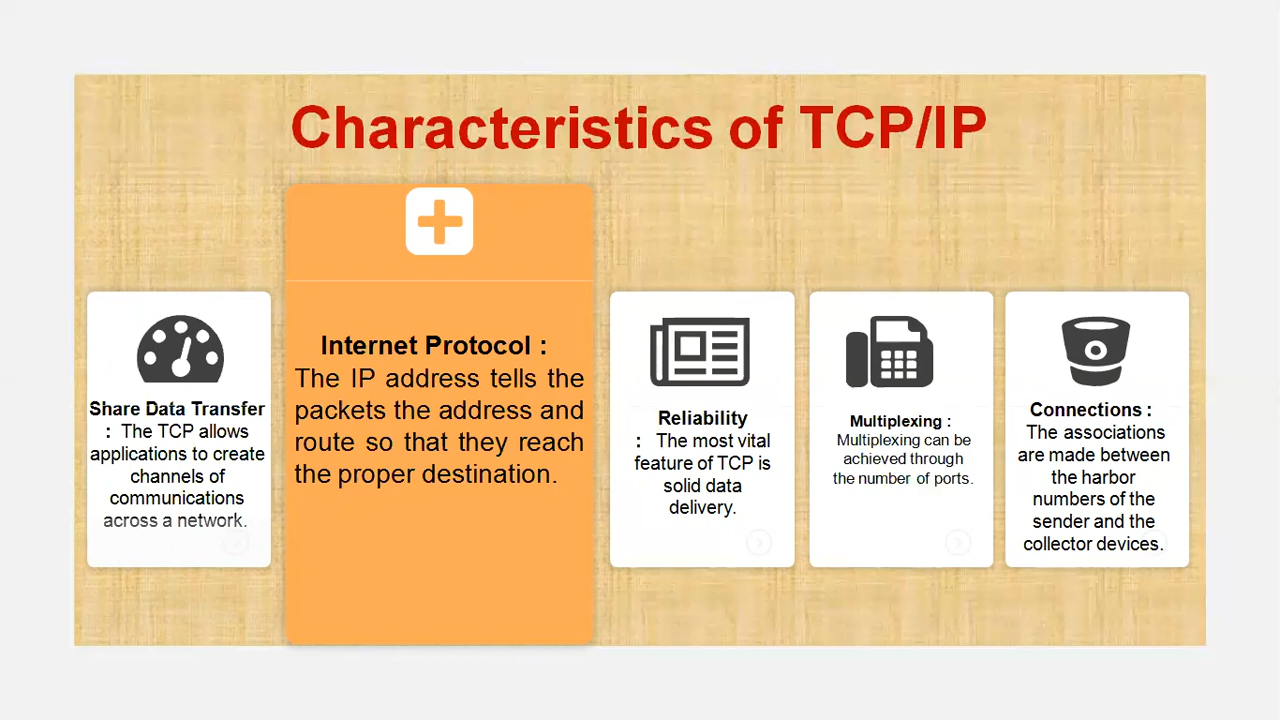 Characteristics of TCP/IP
Share Data Transfer
: The TCP allows
applications to create
channels of
communications
across a network.
Internet Protocol :
The IP address tells the
packets the address and
route so that they reach
the proper destination.
Reliability
: The most vital
feature of TCP is
solid data
delivery.
Multiplexing :
Multiplexing can be
achieved through
the number of ports.
Connections :
The associations
are made between
the harbor
numbers of the
sender and the
collector devices.